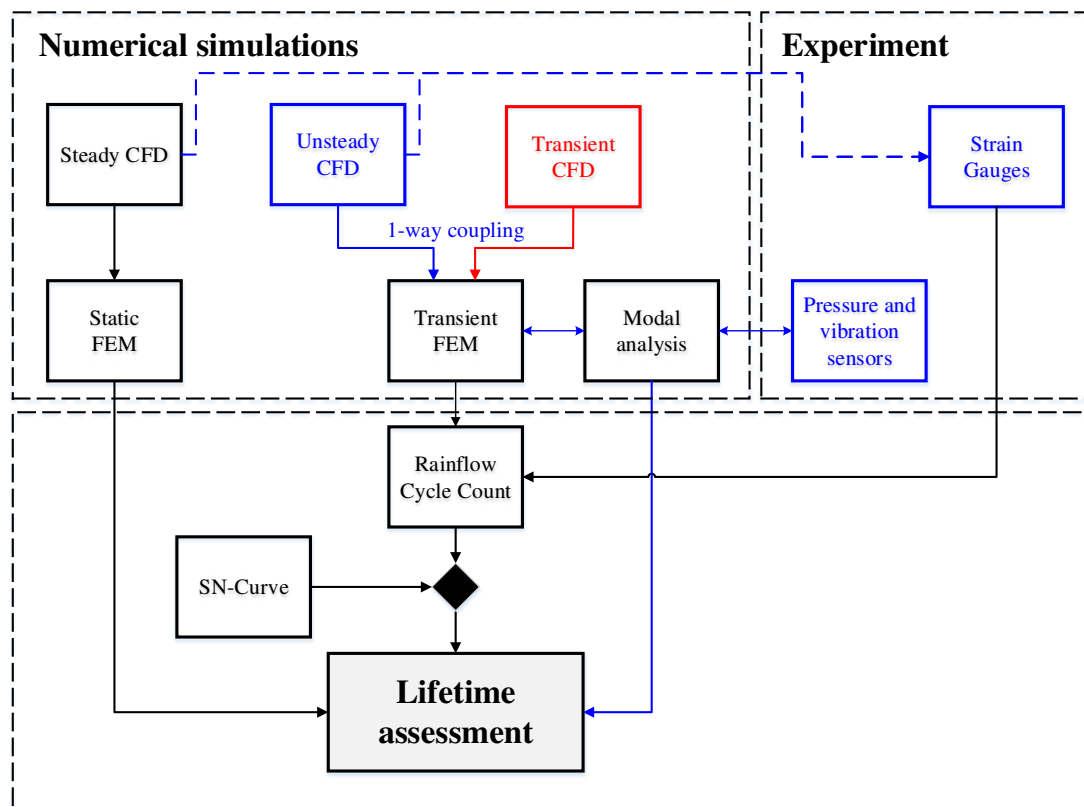 Numerical simulations
Experiment
Steady CFD
Unsteady
CFD
Transient
CFD
Strain
Gauges
1-way coupling
Static
FEM
Transient
FEM
Modal
analysis
Pressure and
vibration
sensors
Rainflow
Cycle Count
SN-Curve
Lifetime
assessment